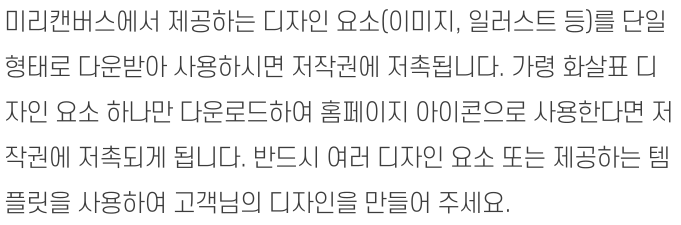 미리캔버스에서 제공하는 디자인 요소(이미지, 일러스트 등)를 단일
형태로 다운받아 사용하시면 저작권에 저촉됩니다. 가령 화살표 디
자인 요소 하나만 다운로드하여 홈페이지 아이콘으로 사용한다면 저
작권에 저촉되게 됩니다. 반드시 여러 디자인 요소 또는 제공하는 템
플릿을 사용하여 고객님의 디자인을 만들어 주세요.